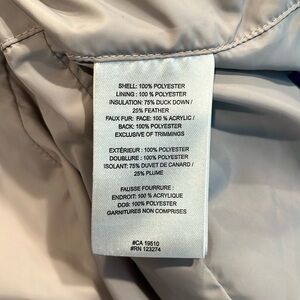 SHELL: 100% POLYESTER
LINING : 100 % POLYESTER
INSULATION: 75% DUCK DOWN /
25% FEATHER
FAUX FUR: FACE: 100 % ACRYLIC /
BACK: 100% POLYESTER
EXCLUSIVE OF TRIMMINGS
EXTÉRIEUR : 100% POLYESTER
DOUBLURE : 100% POLYESTER
ISOLANT: 75% DUVET DE CANARD /
25% PLUME
FAUSSE FOURRURE :
ENDROIT: 100 % ACRYLIQUE
DOS: 100% POLYESTER
GARNITURES NON COMPRISES
#CA 19510
#RN 123274